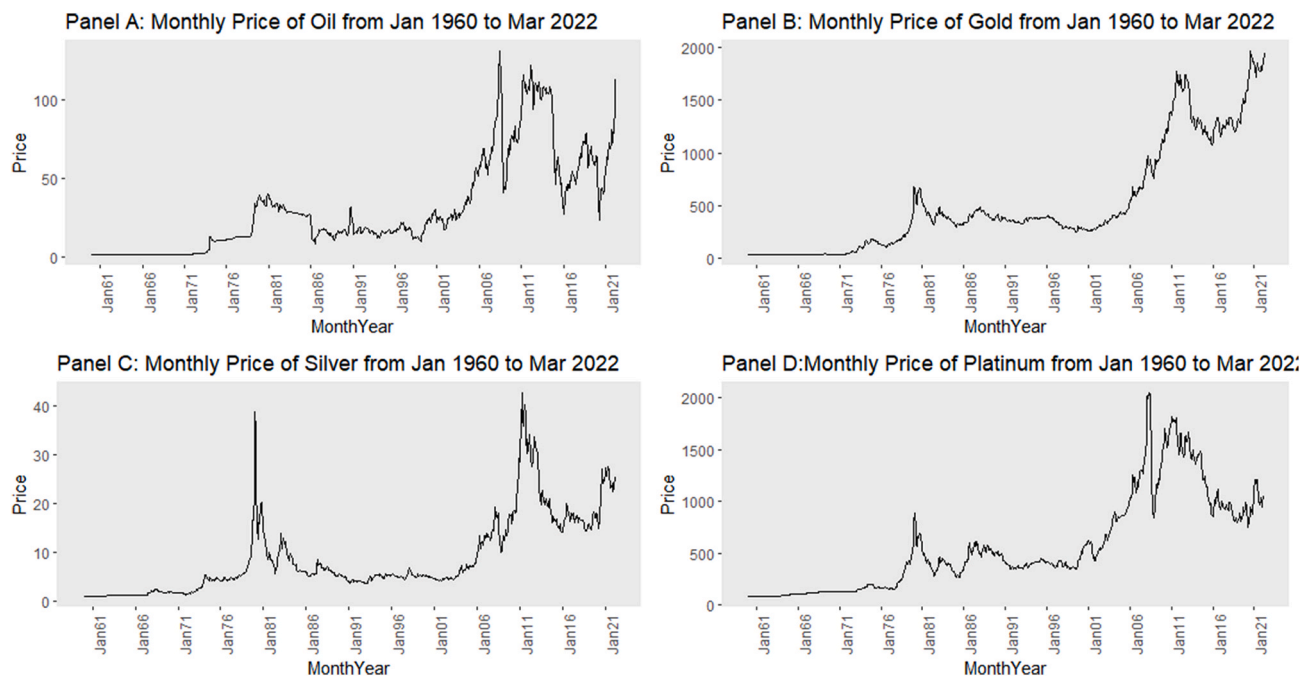 Panel A: Monthly Price of Oil from Jan 1960 to Mar 2022
Price
100
50
0
Jan61 Jan66 Jan71 Jan76 Jan81 Jan86 Jan91 Jan96 Jan01 Jan06 Jan11 Jan16 Jan21
MonthYear
Panel B: Monthly Price of Gold from Jan 1960 to Mar 2022
Price
2000
1500
1000
500
0
Jan61 Jan66 Jan71 Jan76 Jan81 Jan86 Jan91 Jan96 Jan01 Jan06 Jan11 Jan16 Jan21
MonthYear
Panel C: Monthly Price of Silver from Jan 1960 to Mar 2022
Price
40
30
20
10
0
Jan61 Jan66 Jan71 Jan76 Jan81 Jan86 Jan91 Jan96 Jan01 Jan06 Jan11 Jan16 Jan21
MonthYear
Panel D:Monthly Price of Platinum from Jan 1960 to Mar 2022
Price
2000
1500
1000
500
0
Jan61 Jan66 Jan71 Jan76 Jan81 Jan86 Jan91 Jan96 Jan01 Jan06 Jan11 Jan16 Jan21
MonthYear